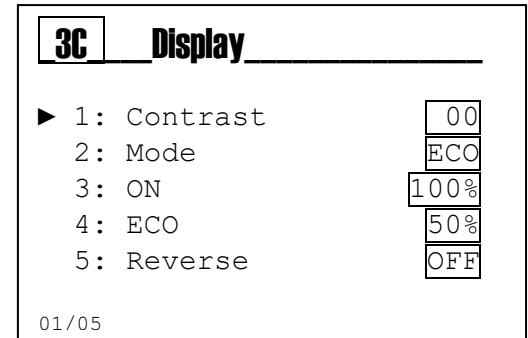 3C Display
► 1: Contrast 00
2: Mode ECO
3: ON 100%
4: ECO 50%
5: Reverse OFF
01/05